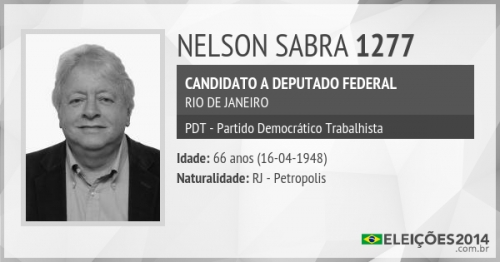 NELSON SABRA 1277
CANDIDATO A DEPUTADO FEDERAL
RIO DE JANEIRO
PDT - Partido Democrático Trabalhista
Idade: 66 anos (16-04-1948)
Naturalidade: RJ - Petropolis
ELEIÇÕES2014
.com.br